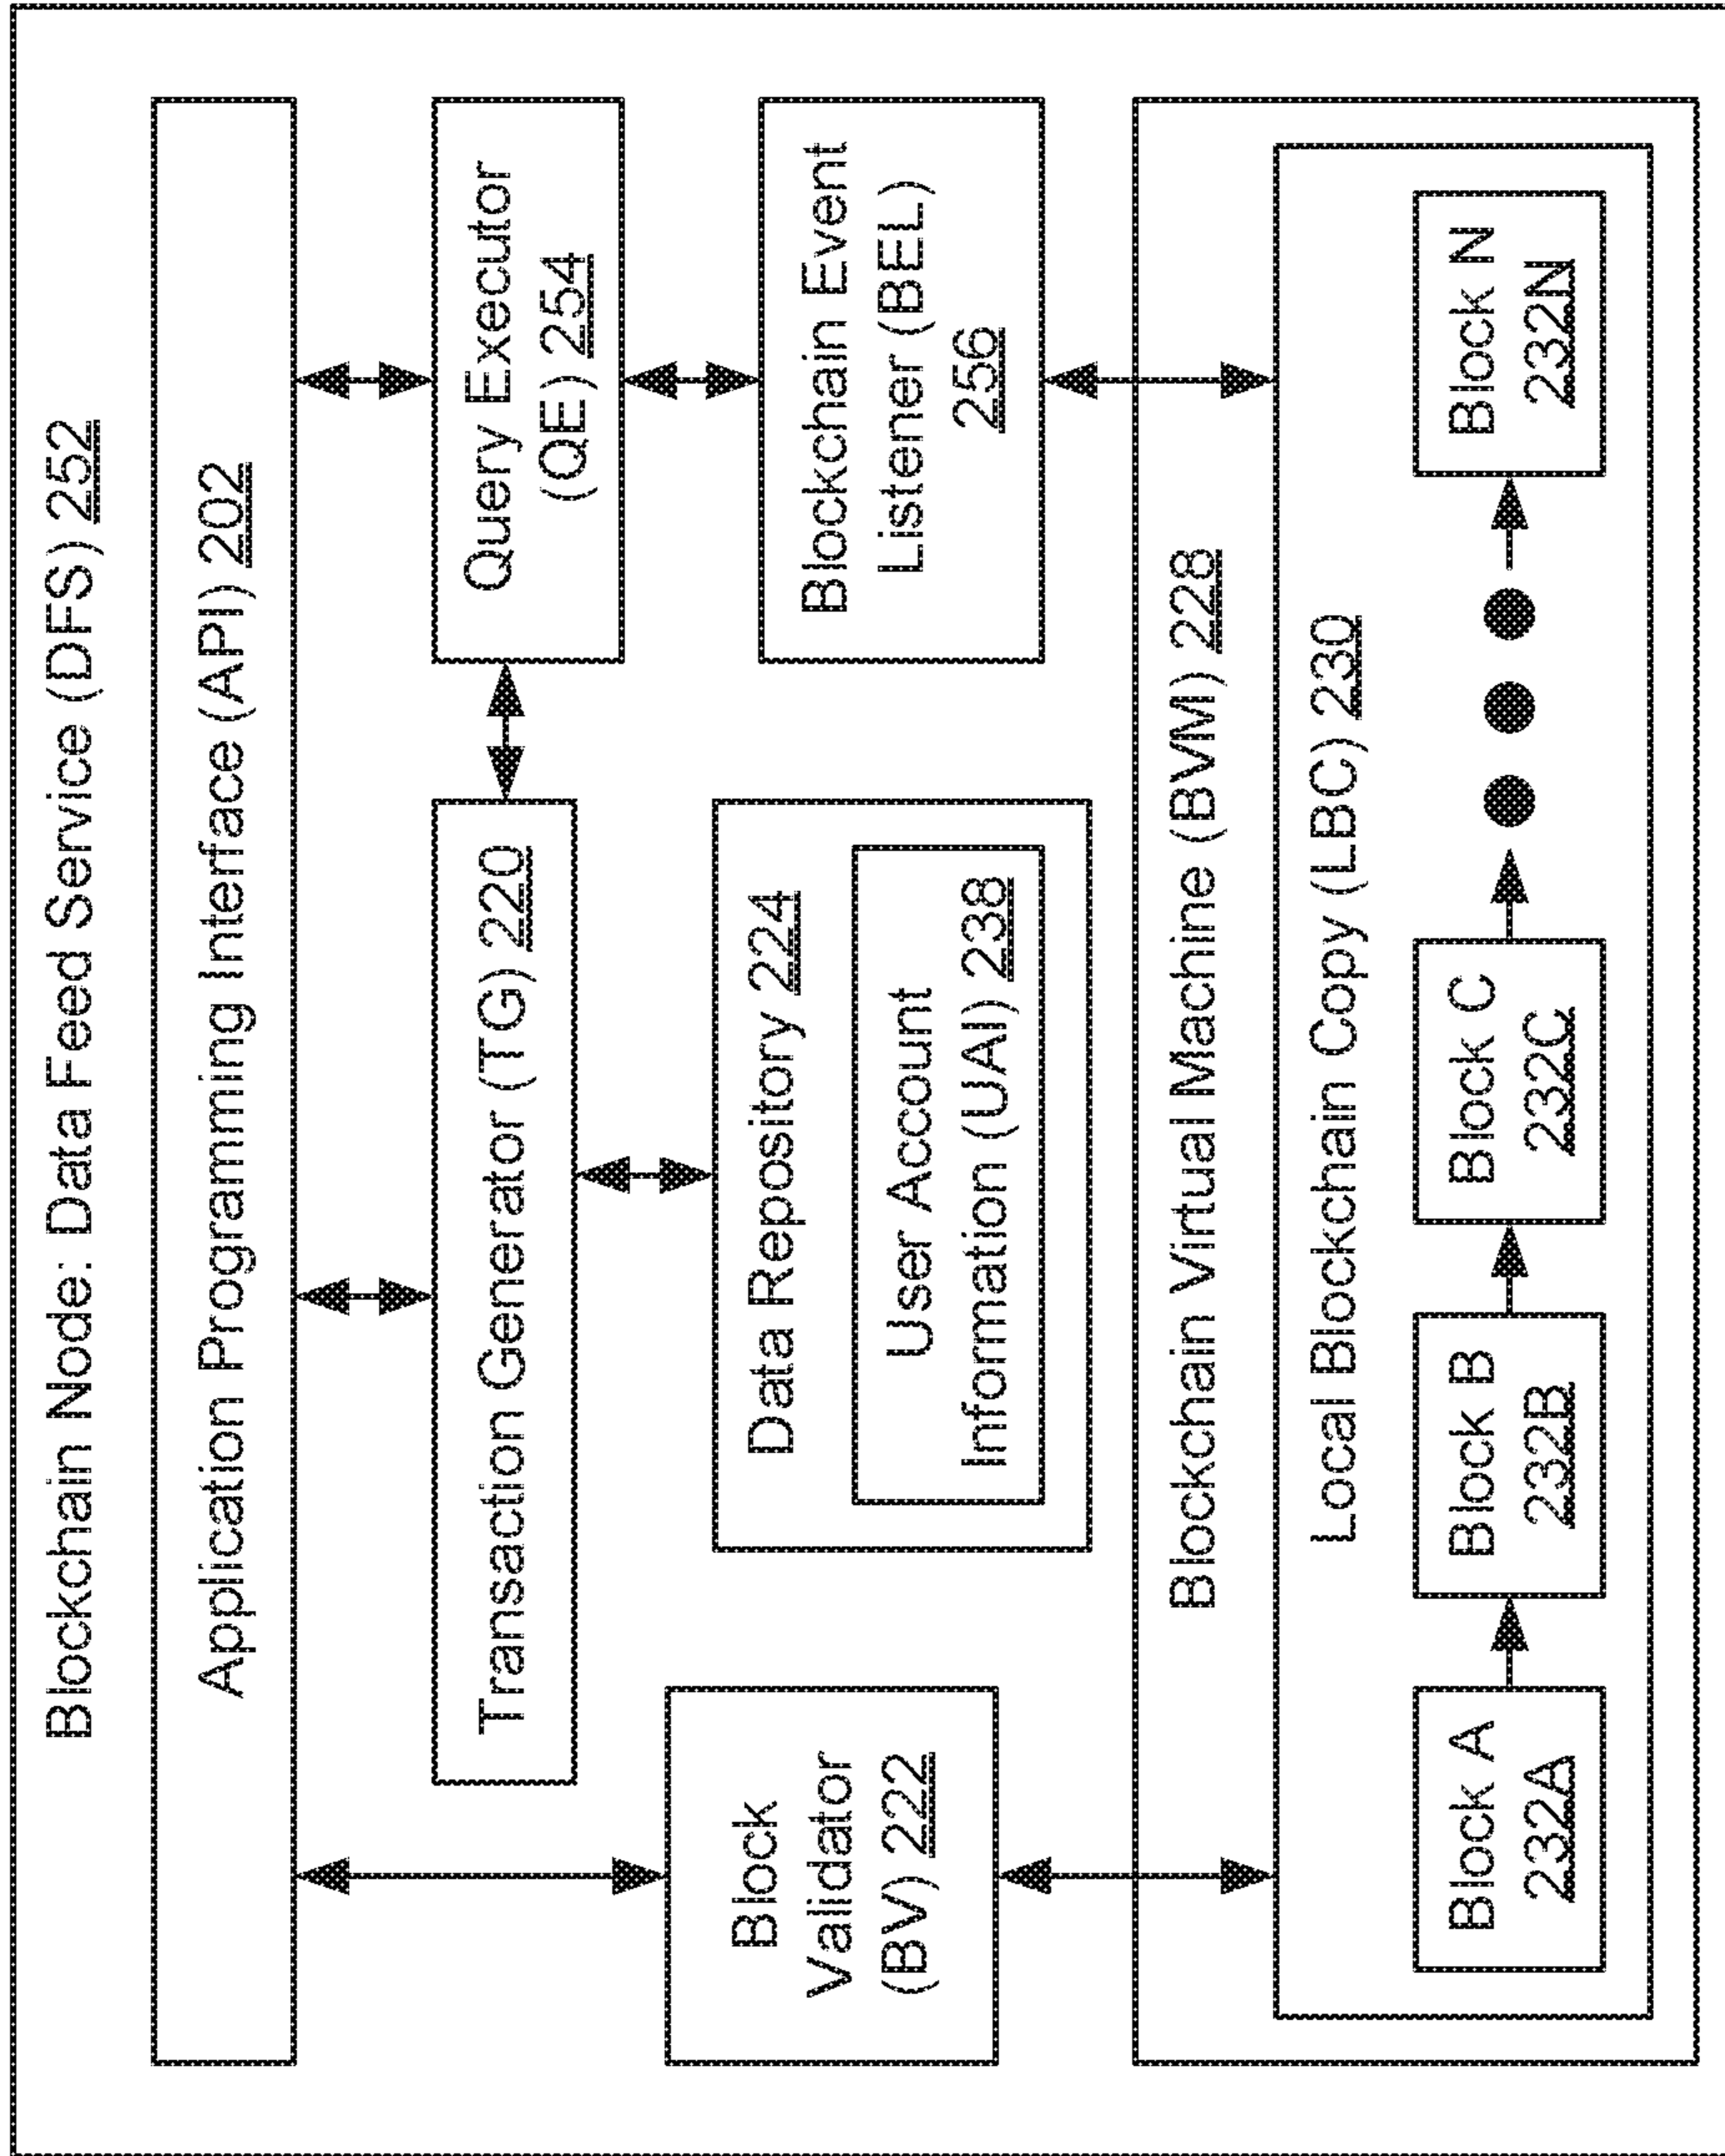 Blockchain Node: Data Feed Service (DFS) 252
Application Programming Interface (API) 202
Transaction Generator (TG) 220
Query Executor
(QE) 254
Block
Validator
(BV) 222
Data Repository 224
User Account
Information (UAI) 238
Blockchain Event
Listener (BEL)
256
Blockchain Virtual Machine (BVM) 228
Local Blockchain Copy (LBC) 230
Block A
232A
Block B
232B
Block C
232C
Block N
232N